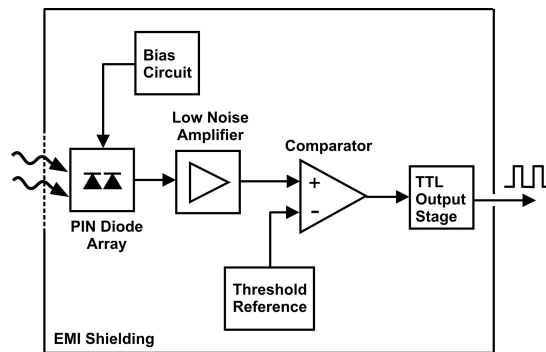 Bias
Circuit
Low Noise
Amplifier
Comparator
+
-
TTL
Output
Stage
PIN Diode
Array
Threshold
Reference
EMI Shielding